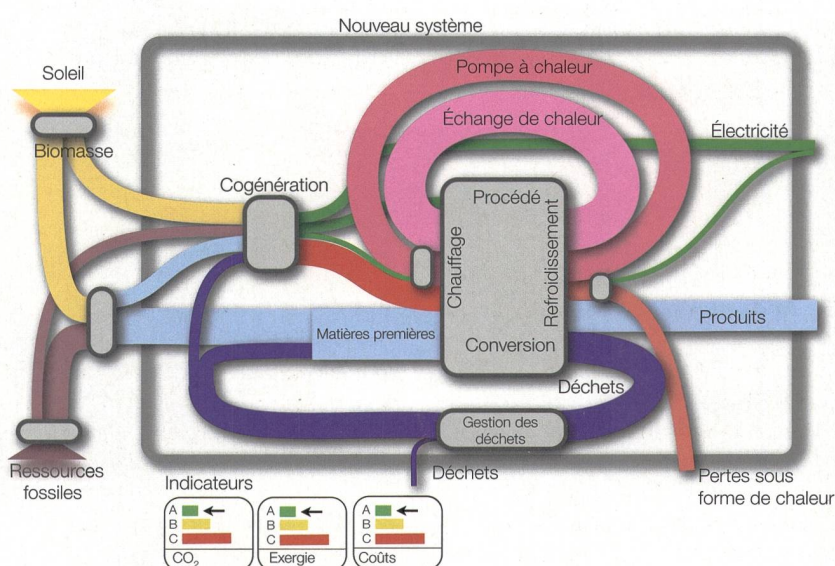 Nouveau système
Soleil
Pompe à chaleur
Échange de chaleur
Électricité
Biomasse
Cogénération
Procédé
Chauffage
Refroidissement
Matières premières
Produits
Conversion
Déchets
Gestion des
déchets
Déchets
Ressources
fossiles
Pertes sous
forme de chaleur
Indicateurs
A
B
C
CO₂
A
B
C
Exergie
A
B
C
Coûts